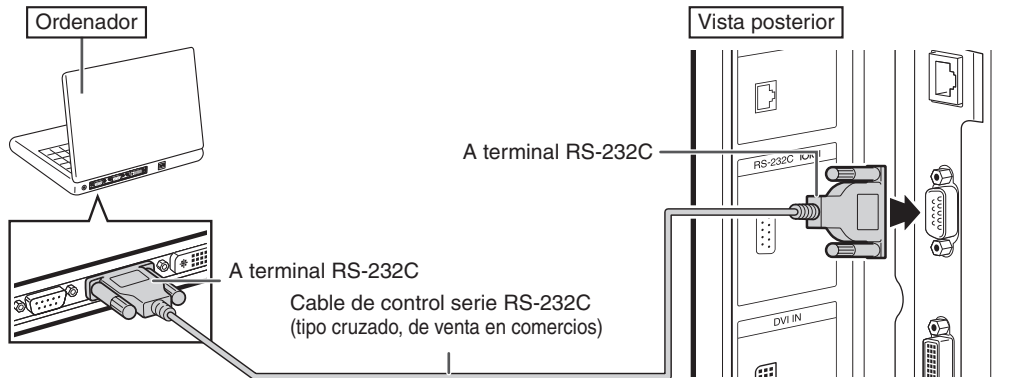 Ordenador
Vista posterior
A terminal RS-232C
RS-232C
A terminal RS-232C
Cable de control serie RS-232C
(tipo cruzado, de venta en comercios)
DVI IN